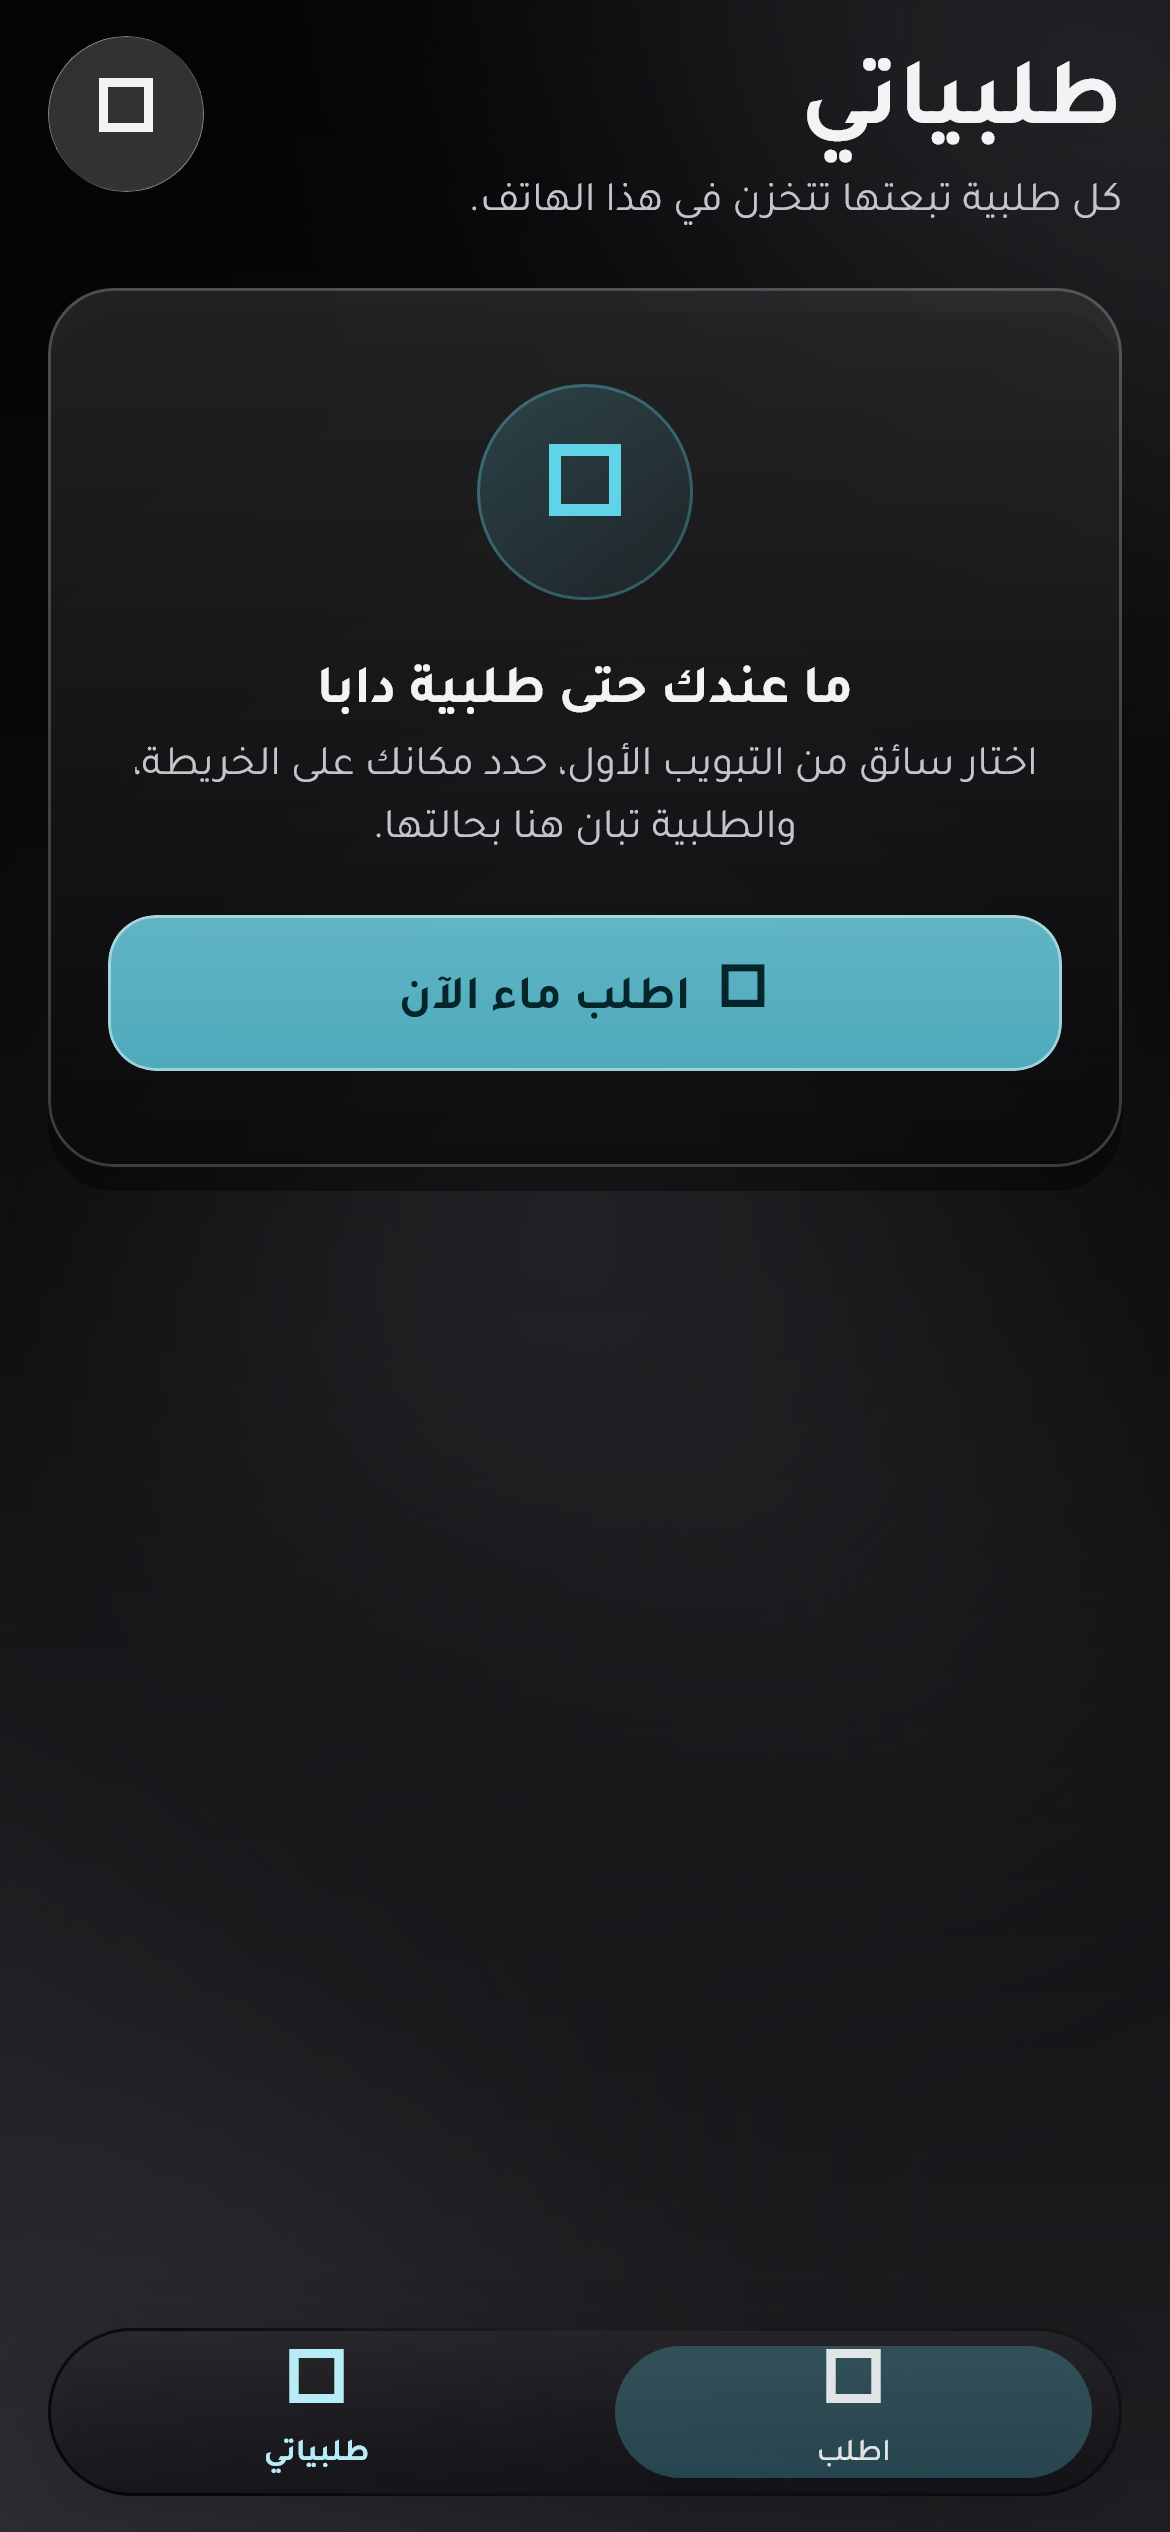 طلبياتي
كل طلبية تبعتها تتخزن في هذا الهاتف.
ما عندك حتى طلبية دابا
اختار سائق من التبويب الأول، حدد مكانك على الخريطة،
والطلبية تبان هنا بحالتها.
اطلب ماء الآن
اطلب
طلبياتي